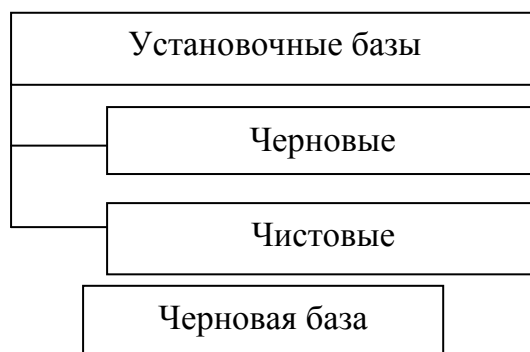 Установочные базы
Черновые
Чистовые
Черновая база